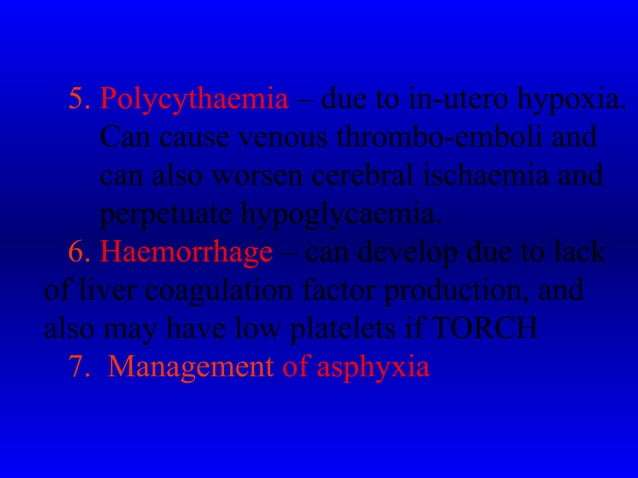 5. Polycythaemia – due to in-utero hypoxia.
Can cause venous thrombo-emboli and
can also worsen cerebral ischaemia and
perpetuate hypoglycaemia.
6. Haemorrhage – can develop due to lack
of liver coagulation factor production, and
also may have low platelets if TORCH
7. Management of asphyxia